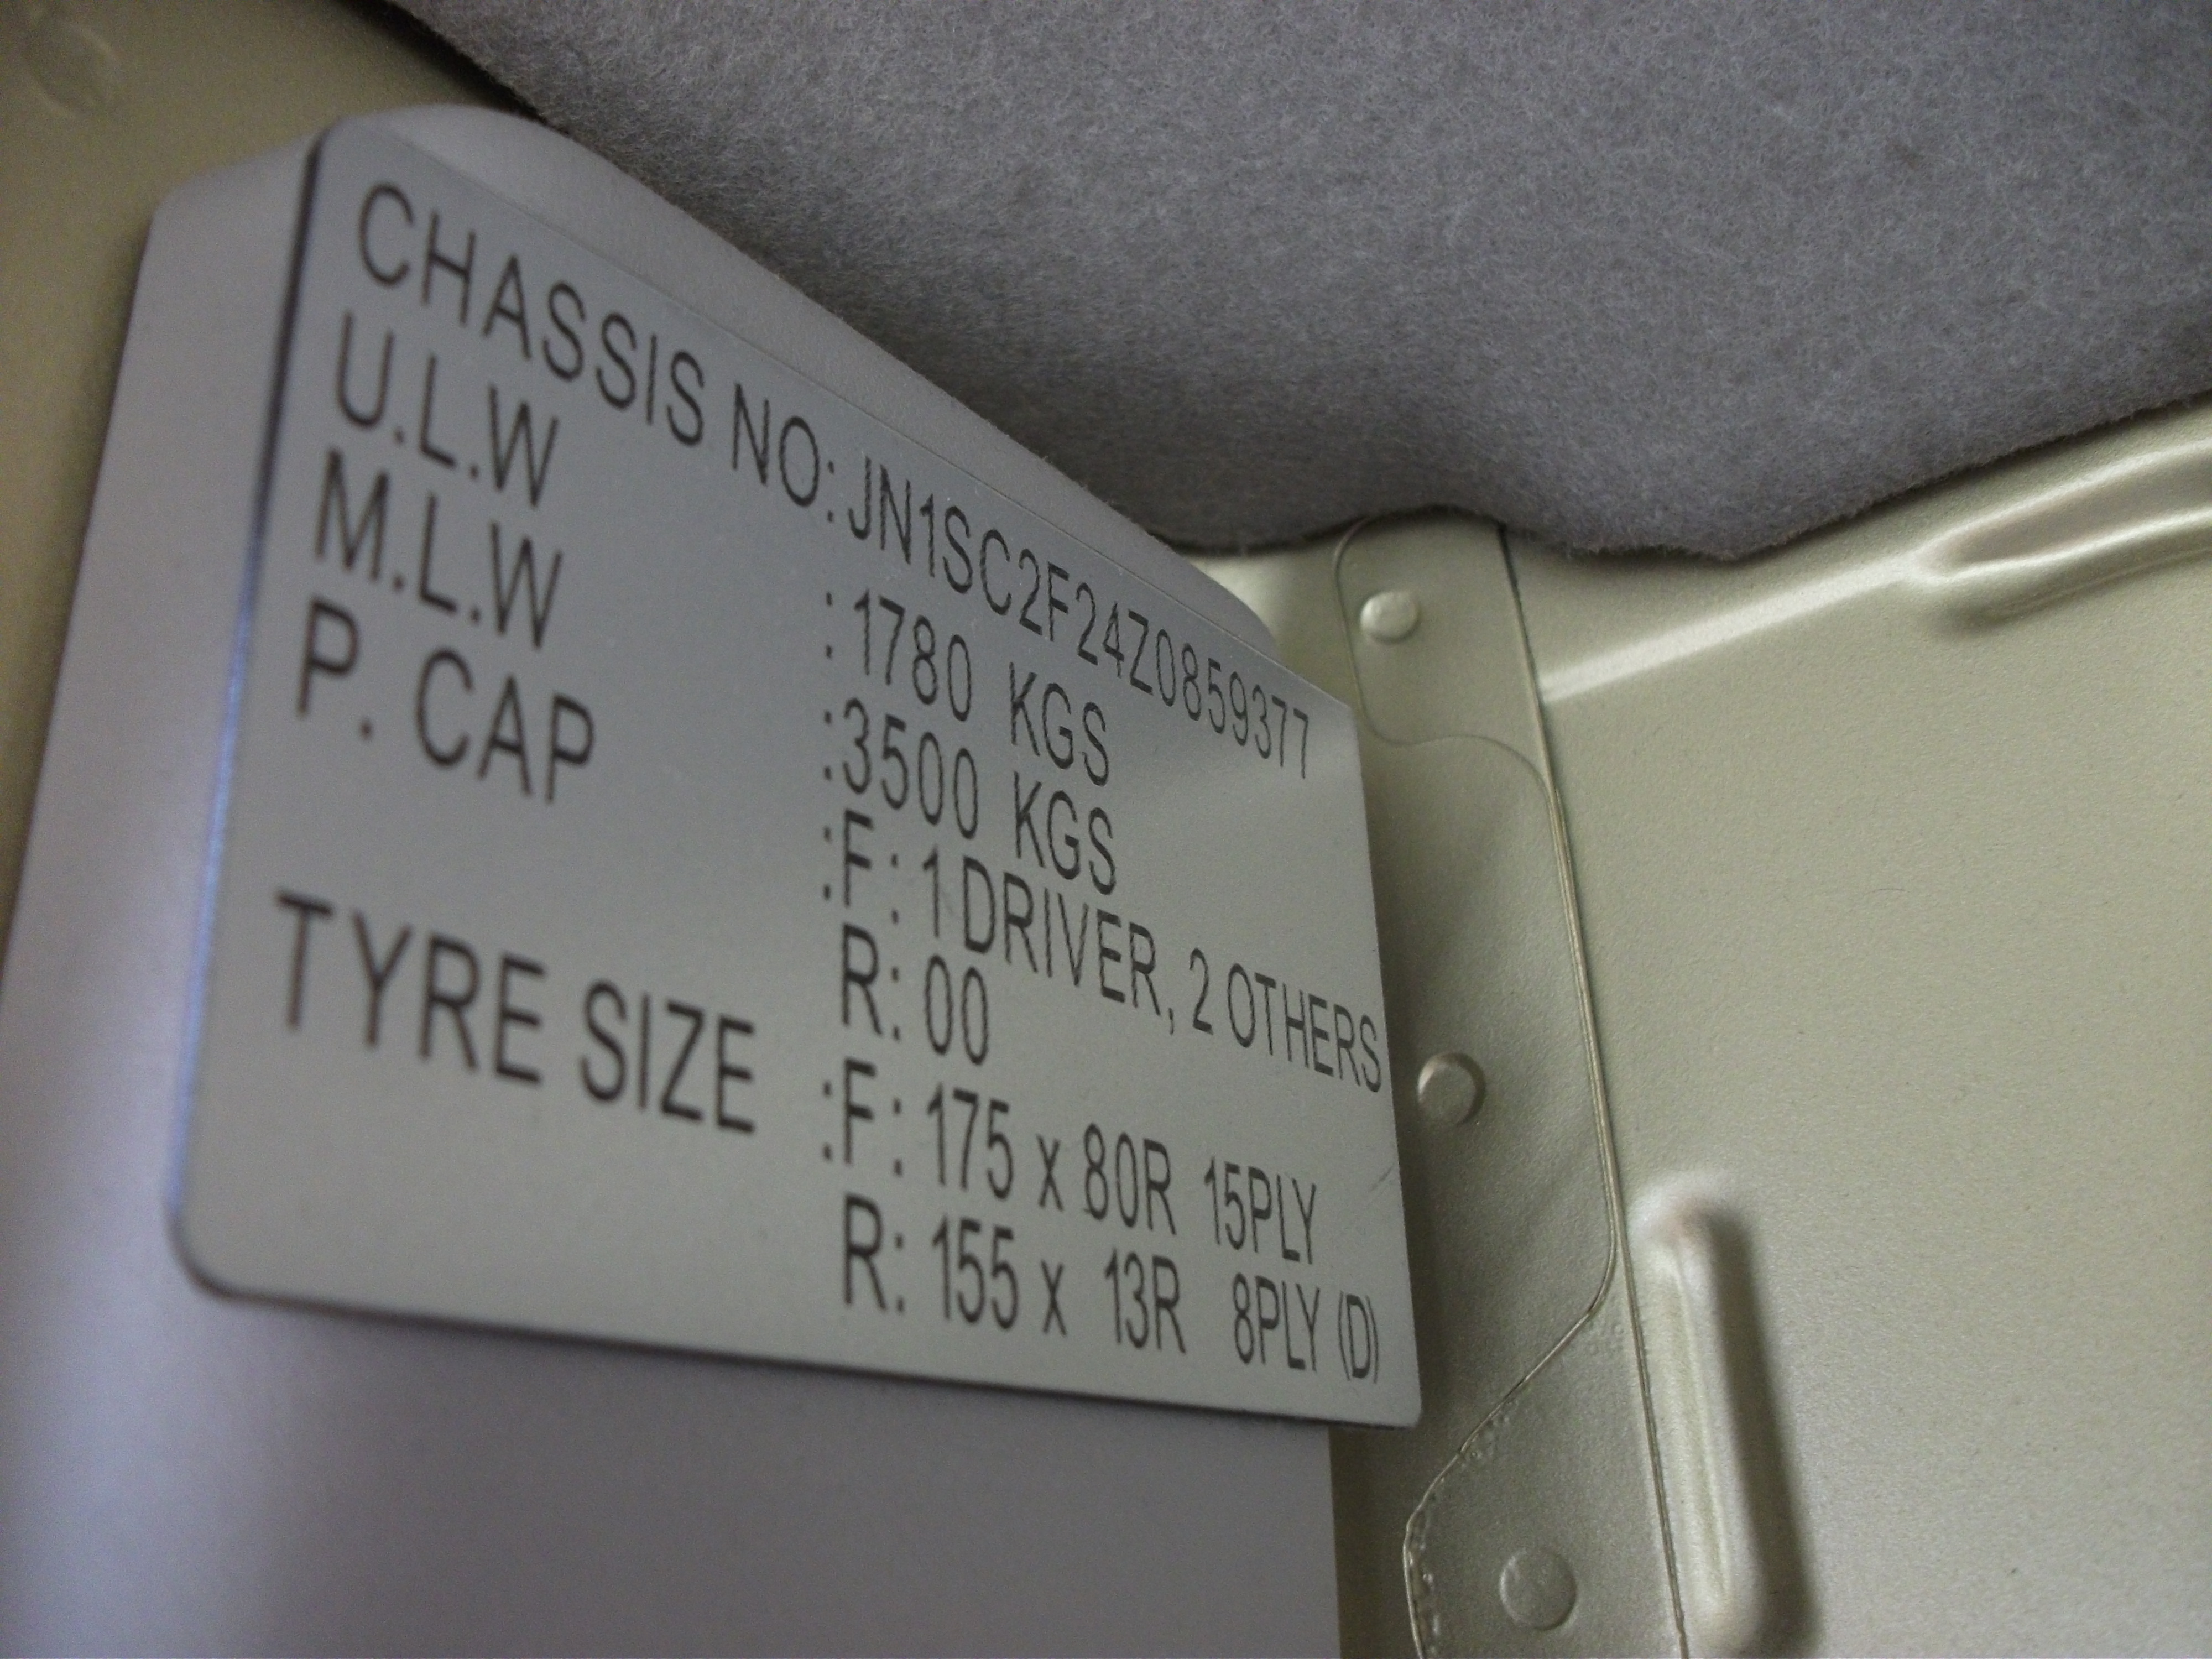 CHASSIS NO: JN1SC2F24Z0859377
U.L.W : 1780 KGS
M.L.W : 3500 KGS
P. CAP : F : 1 DRIVER, 2 OTHERS
R : 00
TYRE SIZE : F : 175 x 80R 15PLY
R : 155 x 13R 8PLY (D)